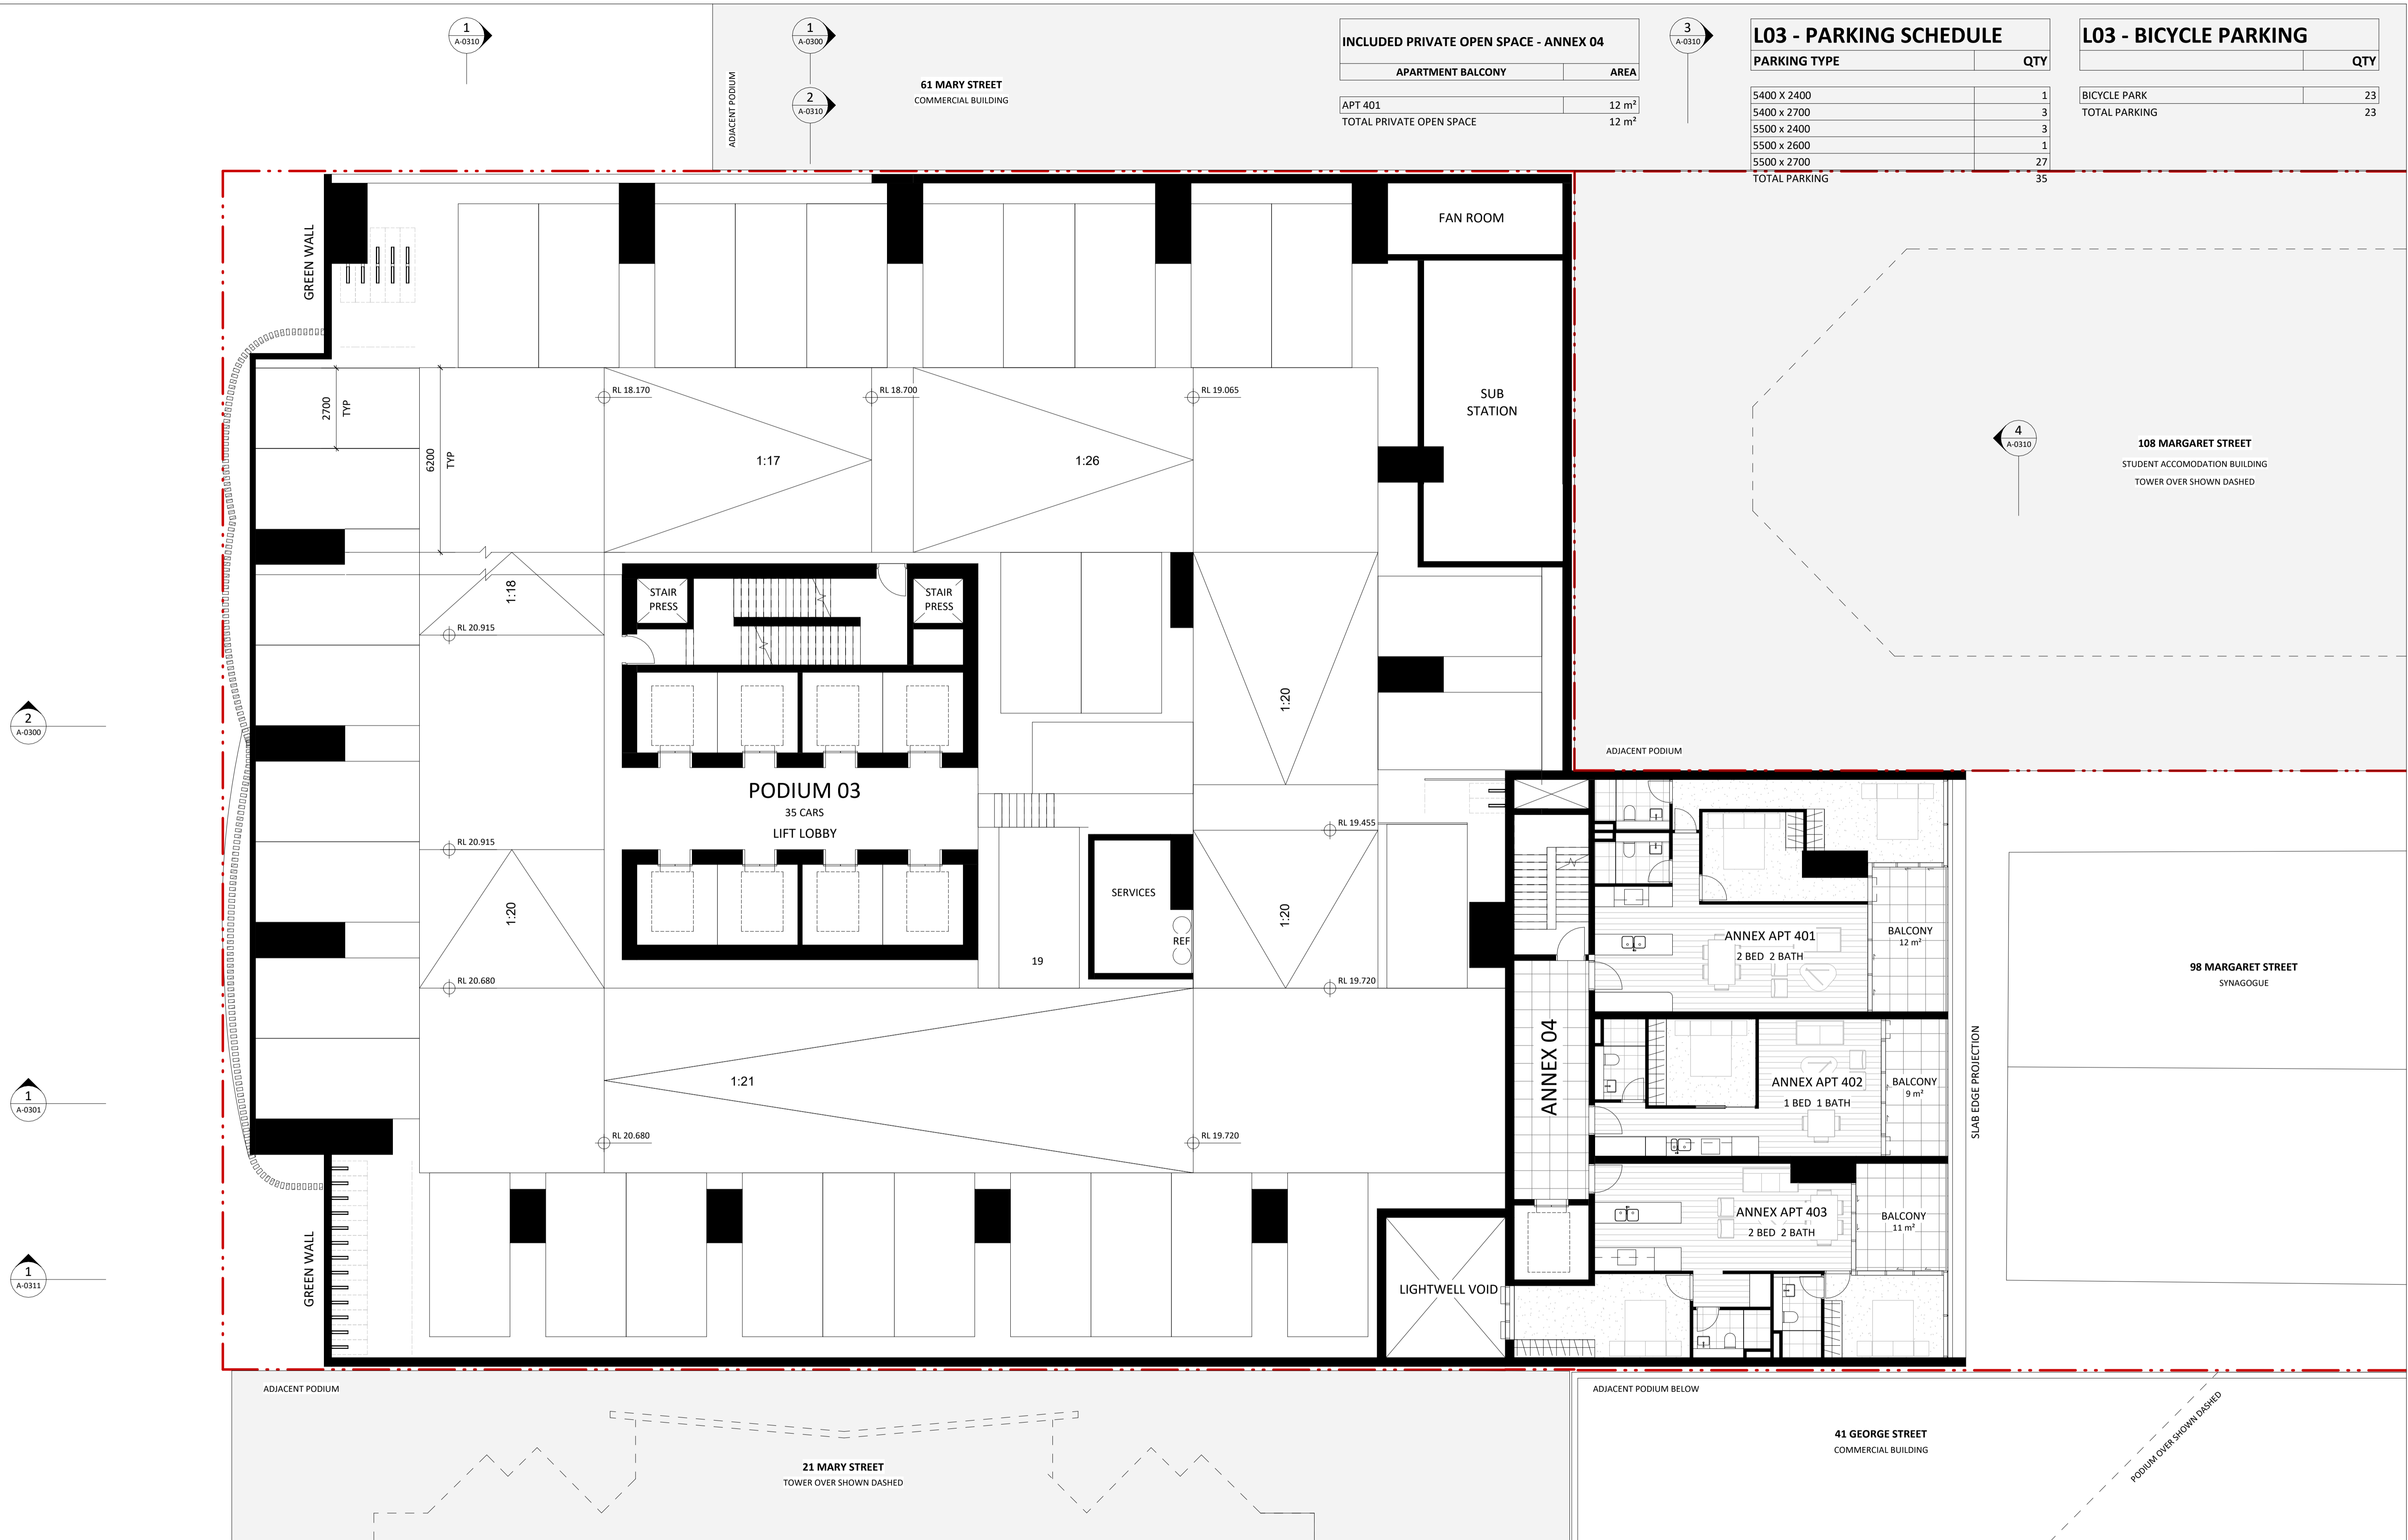 1
A-0310
1
A-0300
2
A-0310
ADJACENT PODIUM
61 MARY STREET
COMMERCIAL BUILDING
INCLUDED PRIVATE OPEN SPACE - ANNEX 04
APARTMENT BALCONY AREA
APT 401 12 m²
TOTAL PRIVATE OPEN SPACE 12 m²
3
A-0310
L03 - PARKING SCHEDULE
PARKING TYPE QTY
5400 X 2400 1
5400 x 2700 3
5500 x 2400 3
5500 x 2600 1
5500 x 2700 27
TOTAL PARKING 35
L03 - BICYCLE PARKING
QTY
BICYCLE PARK 23
TOTAL PARKING 23
GREEN WALL
FAN ROOM
SUB
STATION
2700
TYP
6200
TYP
RL 18.170
RL 18.700
RL 19.065
1:17
1:26
4
A-0310
108 MARGARET STREET
STUDENT ACCOMODATION BUILDING
TOWER OVER SHOWN DASHED
1:18
RL 20.915
STAIR
PRESS
STAIR
PRESS
1:20
2
A-0300
ADJACENT PODIUM
PODIUM 03
35 CARS
LIFT LOBBY
RL 20.915
RL 19.455
1:20
SERVICES
REF
19
1:20
RL 20.680
RL 19.720
ANNEX APT 401
2 BED 2 BATH
BALCONY
12 m²
98 MARGARET STREET
SYNAGOGUE
ANNEX 04
SLAB EDGE PROJECTION
1:21
ANNEX APT 402
1 BED 1 BATH
BALCONY
9 m²
1
A-0301
RL 20.680
RL 19.720
ANNEX APT 403
2 BED 2 BATH
BALCONY
11 m²
1
A-0311
GREEN WALL
LIGHTWELL VOID
ADJACENT PODIUM
ADJACENT PODIUM BELOW
21 MARY STREET
TOWER OVER SHOWN DASHED
41 GEORGE STREET
COMMERCIAL BUILDING
PODIUM OVER SHOWN DASHED